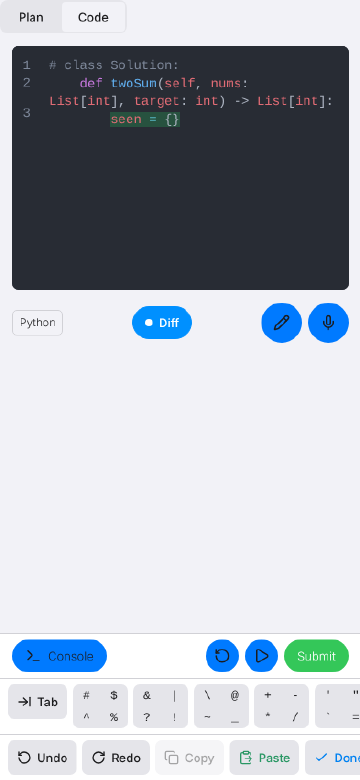 Plan Code
1 # class Solution:
2 def twoSum(self, nums:
List[int], target: int) -> List[int]:
3 seen = {}
Python Diff
Console Submit
Tab # $ & | \ @ + - ' "
^ % ? ! ~ _ * / ` =
Undo Redo Copy Paste Done